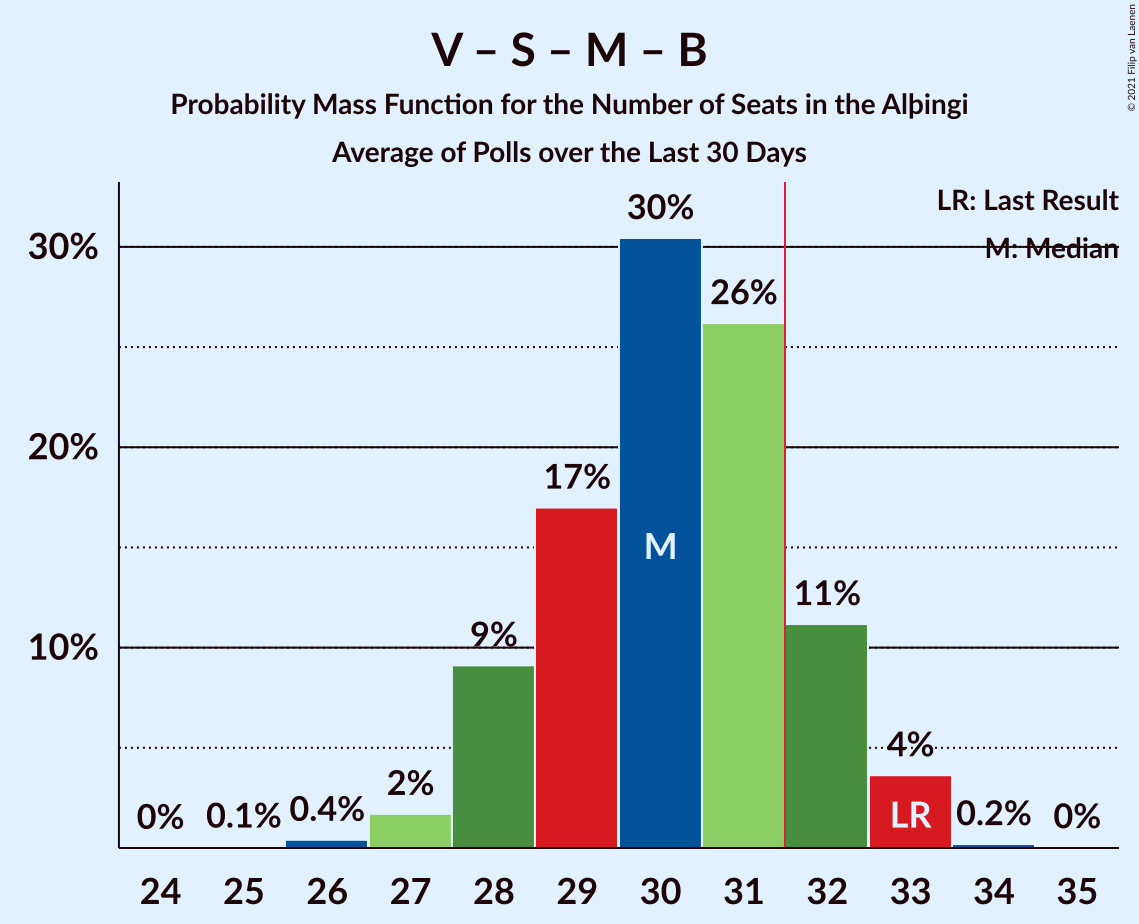 V – S – M – B
Probability Mass Function for the Number of Seats in the Alþingi
Average of Polls over the Last 30 Days
© 2021 Filip van Laenen
LR: Last Result
M: Median
30%
20%
10%
0%
0.1%
0.4%
2%
9%
17%
30%
26%
11%
4%
0.2%
0%
M
LR
24 25 26 27 28 29 30 31 32 33 34 35